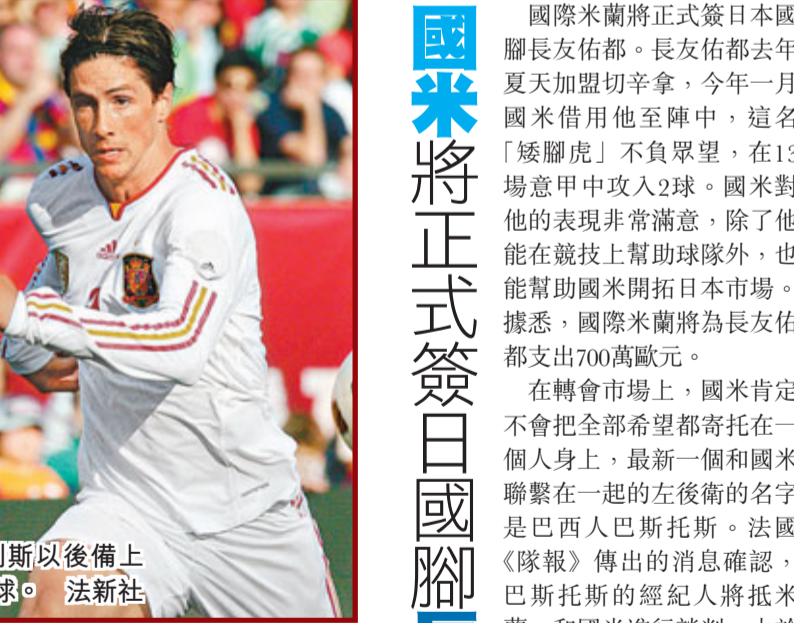 國米將正式簽日國腳
國際米蘭將正式簽日本國
腳長友佑都。長友佑都去年
夏天加盟切辛拿，今年一月
國米借用他至陣中，這名
「矮腳虎」不負眾望，在13
場意甲中攻入2球。國米對
他的表現非常滿意，除了他
能在競技上幫助球隊外，也
能幫助國米開拓日本市場。
據悉，國際米蘭將為長友佑
都支出700萬歐元。
在轉會市場上，國米肯定
不會把全部希望都寄托在一
個人身上，最新一個和國米
聯繫在一起的左後衛的名字
是巴西人巴斯托斯。法國
《隊報》傳出的消息確認，
巴斯托斯的經紀人將抵米
斯以後備上
球。 法新社